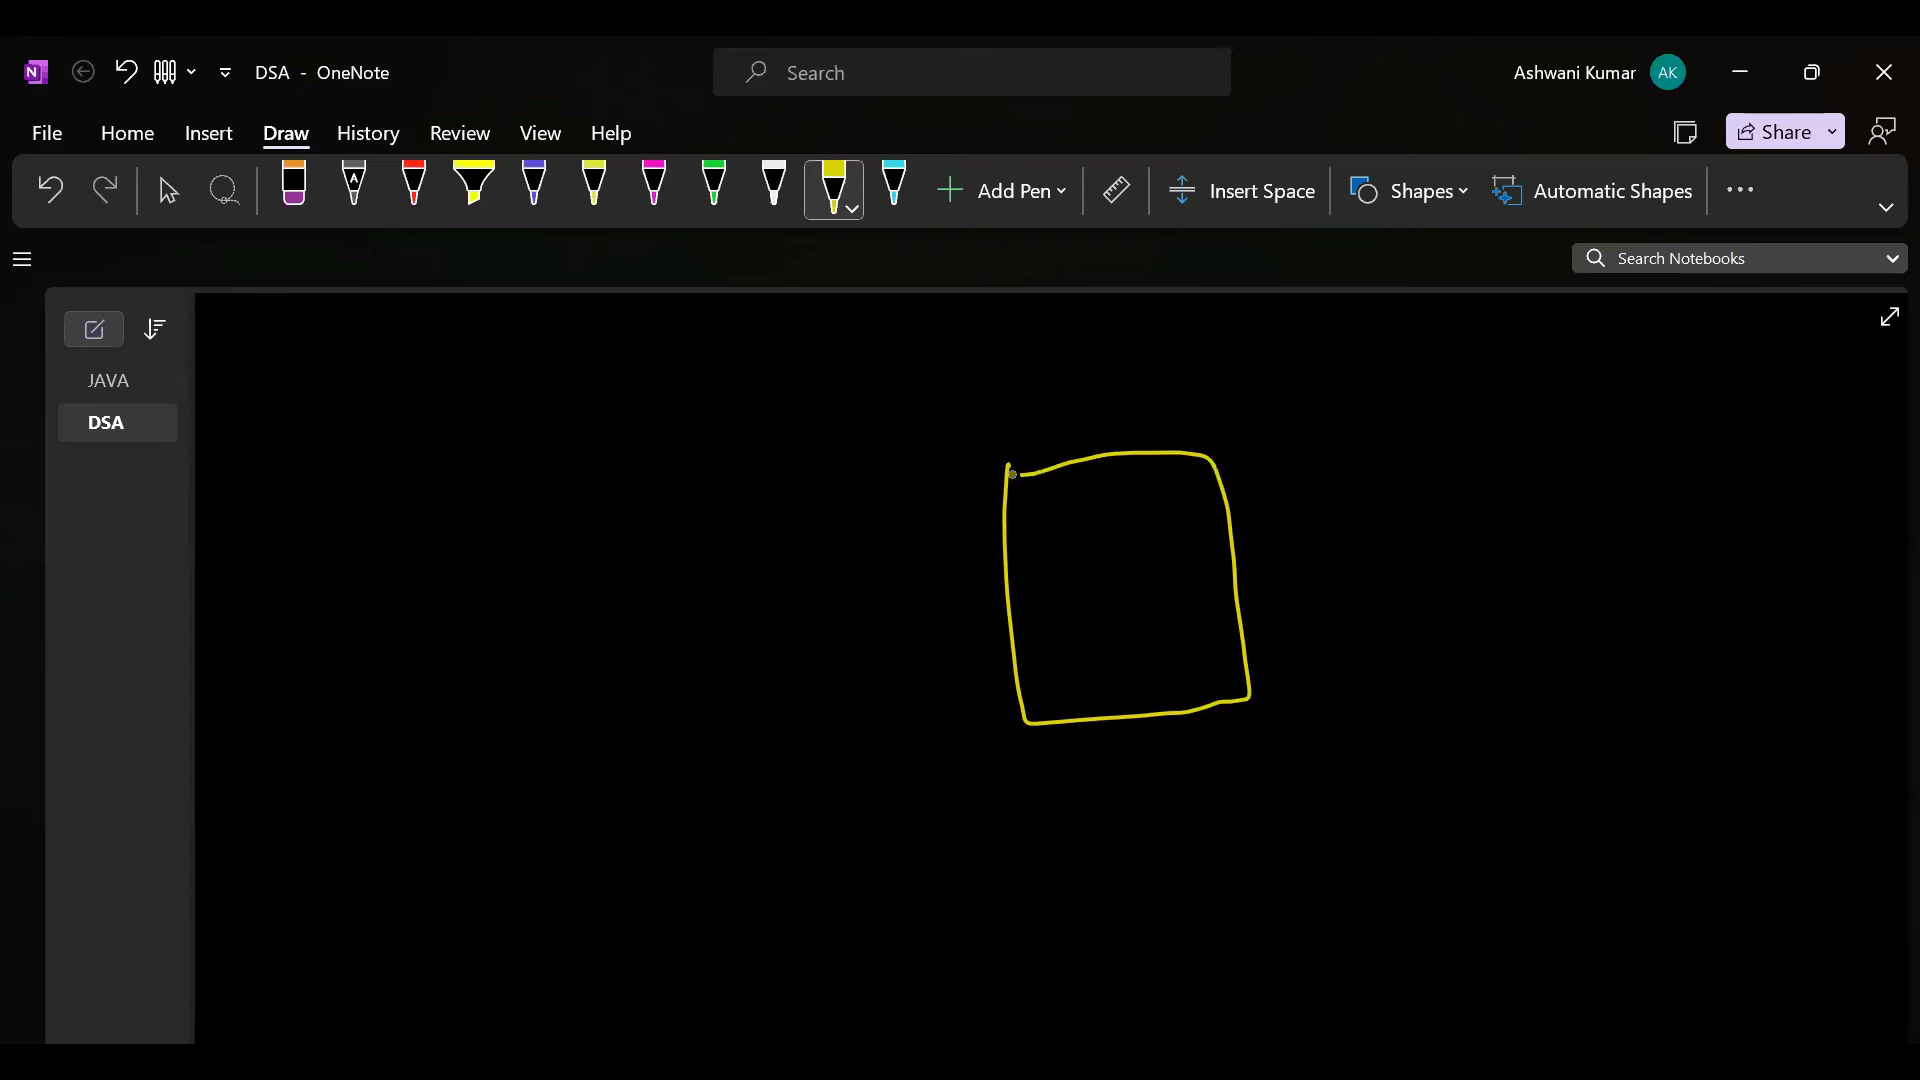 N
DSA - OneNote
Search
Ashwani Kumar
AK
File
Home
Insert
Draw
History
Review
View
Help
Share
A
Add Pen
Insert Space
Shapes
Automatic Shapes
Search Notebooks
JAVA
DSA